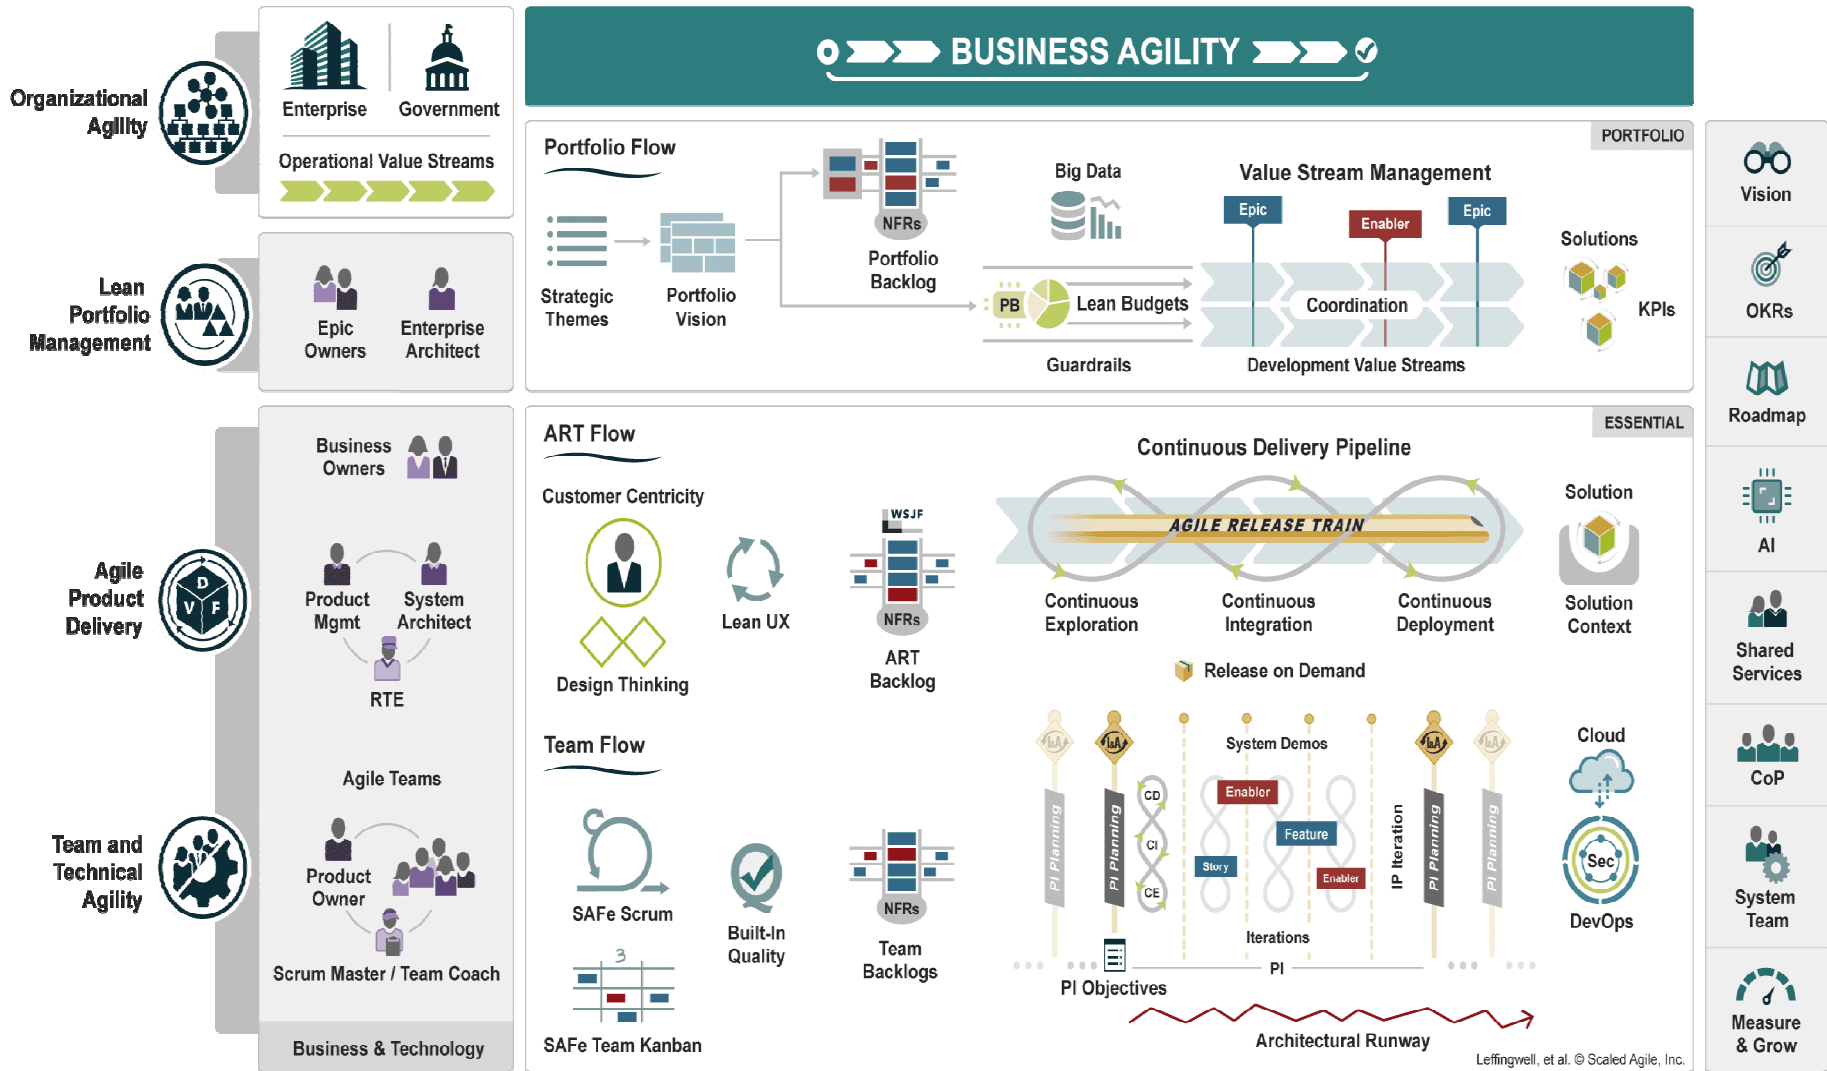 Organizational
Agility
Lean
Portfolio
Management
Agile
Product
Delivery
D
V F
Team and
Technical
Agility
Enterprise
Government
Operational Value Streams
Epic
Owners
Enterprise
Architect
Business
Owners
Product
Mgmt
System
Architect
RTE
Agile Teams
Product
Owner
Scrum Master / Team Coach
Business & Technology
BUSINESS AGILITY
PORTFOLIO
Portfolio Flow
Strategic
Themes
Portfolio
Vision
NFRs
Portfolio
Backlog
Big Data
PB
Lean Budgets
Guardrails
Value Stream Management
Epic
Enabler
Epic
Coordination
Development Value Streams
Solutions
KPIs
ESSENTIAL
ART Flow
Customer Centricity
Design Thinking
Lean UX
WSJF
NFRs
ART
Backlog
Continuous Delivery Pipeline
AGILE RELEASE TRAIN
Continuous
Exploration
Continuous
Integration
Continuous
Deployment
Release on Demand
Solution
Solution
Context
Team Flow
SAFe Scrum
3
SAFe Team Kanban
Built-In
Quality
NFRs
Team
Backlogs
I&A
I&A
I&A
I&A
System Demos
PI Planning
PI Planning
CD
CI
CE
Enabler
Feature
Story
Enabler
IP Iteration
PI Planning
PI Planning
Iterations
PI
PI Objectives
Architectural Runway
Cloud
Sec
DevOps
Leffingwell, et al. © Scaled Agile, Inc.
Vision
OKRs
Roadmap
AI
Shared
Services
CoP
System
Team
Measure
& Grow